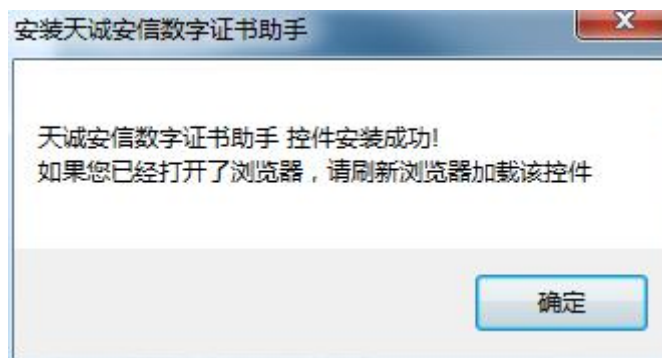 安装天诚安信数字证书助手
天诚安信数字证书助手 控件安装成功!
如果您已经打开了浏览器，请刷新浏览器加载该控件
确定